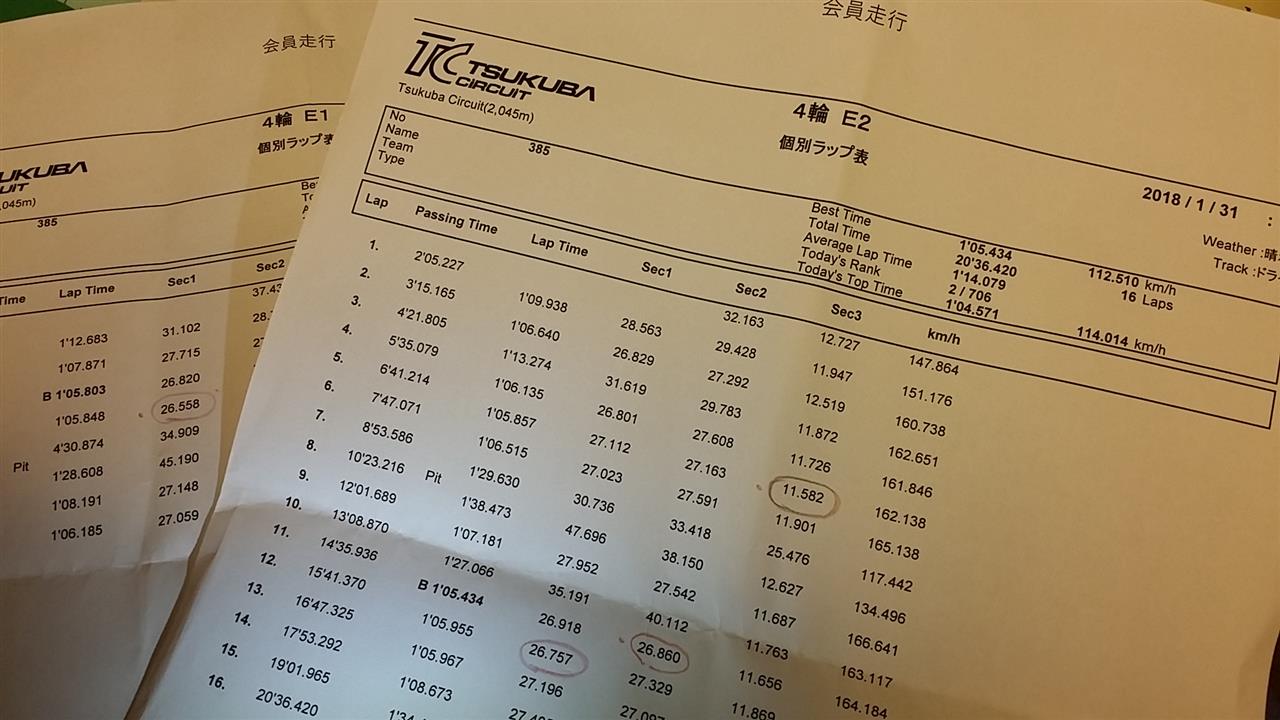 会員走行
4輪 E1
個別ラップ
385
Lap Time Sec1 Sec2
1'12.683 31.102
1'07.871 27.715
B 1'05.803 26.820
1'05.848 26.558
4'30.874 34.909
Pit 1'28.608 45.190
1'08.191 27.148
1'06.185 27.059
会員走行
TC TSUKUBA
CIRCUIT
Tsukuba Circuit(2,045m)
4輪 E2
個別ラップ表
2018 / 1 / 31 :
Weather :晴
Track :ドラ
No 385
Name
Team
Type
Best Time 1'05.434 112.510 km/h
Total Time 20'36.420 16 Laps
Average Lap Time 1'14.079
Today's Rank 2 / 706
Today's Top Time 1'04.571 114.014 km/h
Lap Passing Time Lap Time Sec1 Sec2 Sec3 km/h
1. 2'05.227 32.163 12.727 147.864
2. 3'15.165 1'09.938 28.563 29.428 11.947 151.176
3. 4'21.805 1'06.640 26.829 27.292 12.519 160.738
4. 5'35.079 1'13.274 31.619 29.783 11.872 162.651
5. 6'41.214 1'06.135 26.801 27.608 11.726 161.846
6. 7'47.071 1'05.857 27.112 27.163 11.582 162.138
7. 8'53.586 1'06.515 27.023 27.591 11.901 165.138
8. 10'23.216 Pit 1'29.630 30.736 33.418 25.476 117.442
9. 12'01.689 1'38.473 47.696 38.150 12.627 134.496
10. 13'08.870 1'07.181 27.952 27.542 11.687 166.641
11. 14'35.936 1'27.066 35.191 40.112 11.763 163.117
12. 15'41.370 B 1'05.434 26.918 26.860 11.656 164.184
13. 16'47.325 1'05.955 26.757 27.329 11.869
14. 17'53.292 1'05.967 27.196
15. 19'01.965 1'08.673
16. 20'36.420